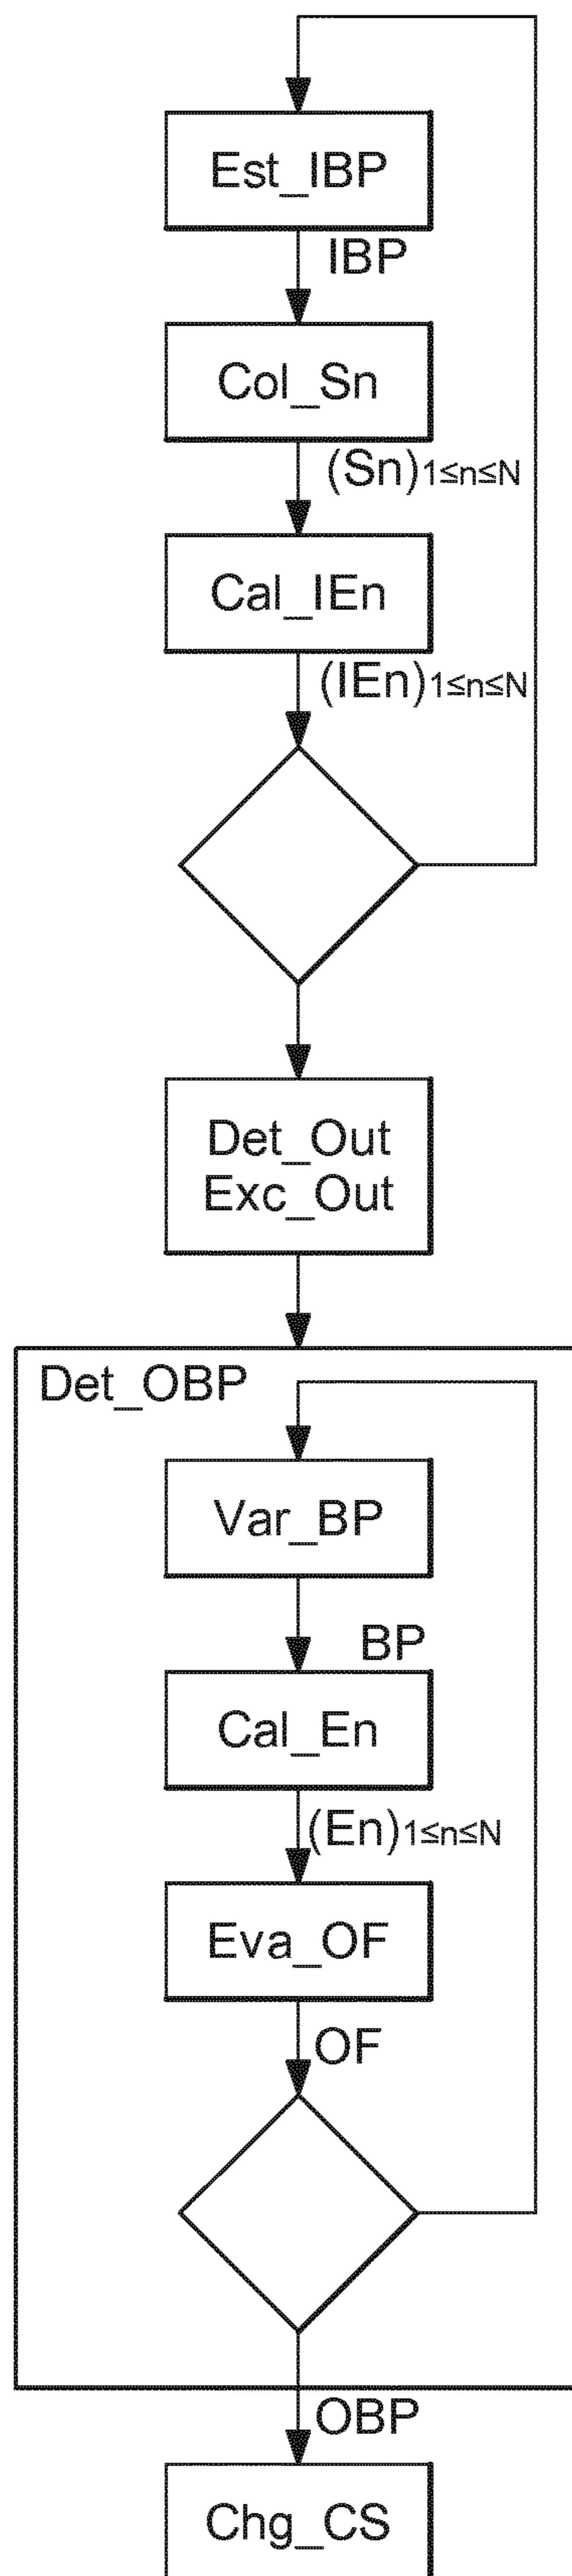 Est_IBP
IBP
Col_Sn
(Sn)1≤n≤N
Cal_IEn
(IEn)1≤n≤N
Det_Out
Exc_Out
Det_OBP
Var_BP
BP
Cal_En
(En)1≤n≤N
Eva_OF
OF
OBP
Chg_CS